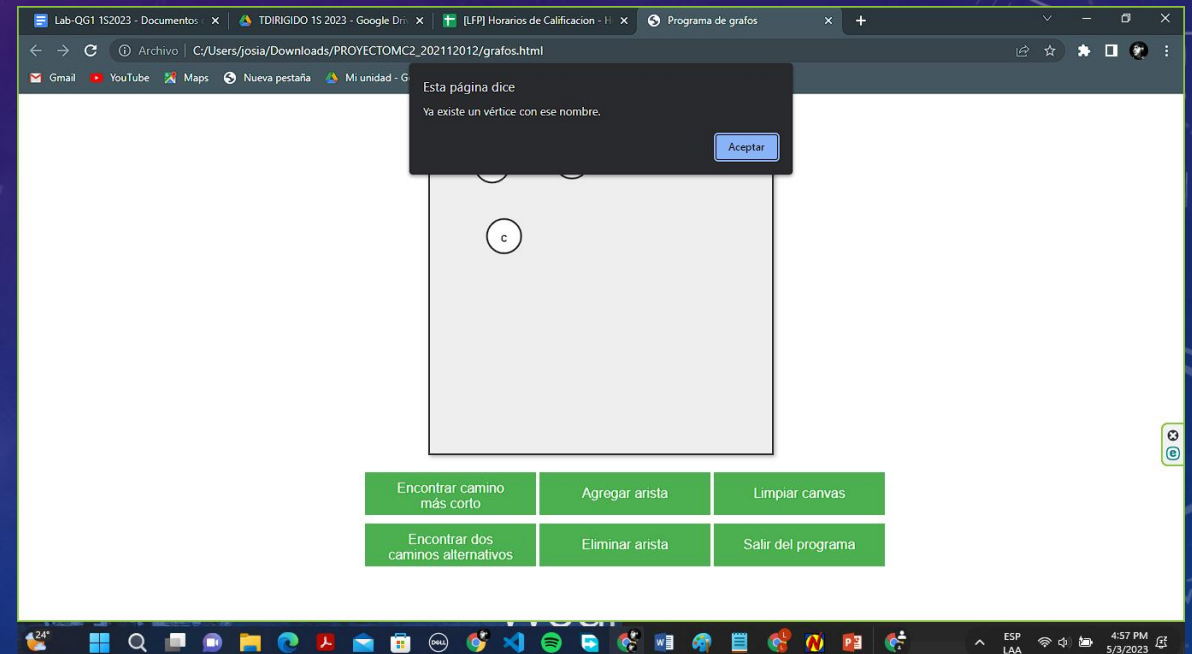 Lab-QG1 1S2023 - Documentos
TDIRIGIDO 1S 2023 - Google Driv
[LFP] Horarios de Calificacion - H
Programa de grafos
Archivo | C:/Users/josia/Downloads/PROYECTOMC2_202112012/grafos.html
Gmail
YouTube
Maps
Nueva pestaña
Mi unidad - G
Esta página dice
Ya existe un vértice con ese nombre.
Aceptar
c
Encontrar camino
más corto
Agregar arista
Limpiar canvas
Encontrar dos
caminos alternativos
Eliminar arista
Salir del programa
24°
DELL
ESP
LAA
4:57 PM
5/3/2023